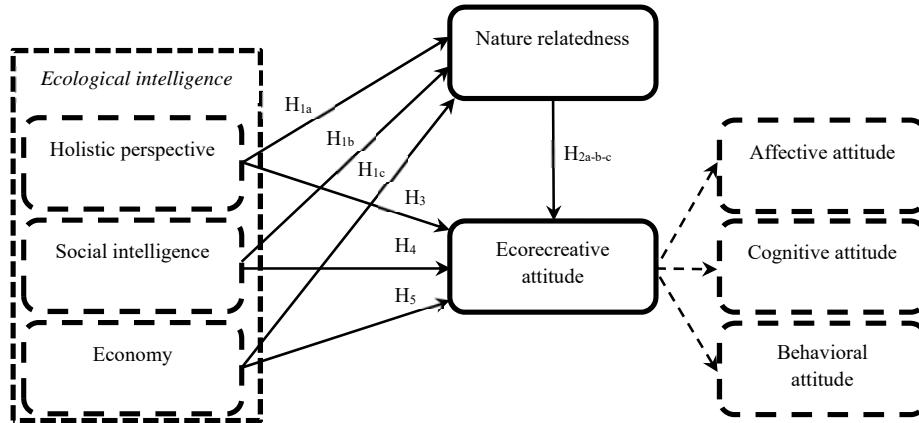 Nature relatedness
Ecological intelligence
H1a
Holistic perspective
H1b
H1c
H2a-b-c
Affective attitude
H3
Social intelligence
H4
Ecorecreative
attitude
Cognitive attitude
H5
Economy
Behavioral
attitude